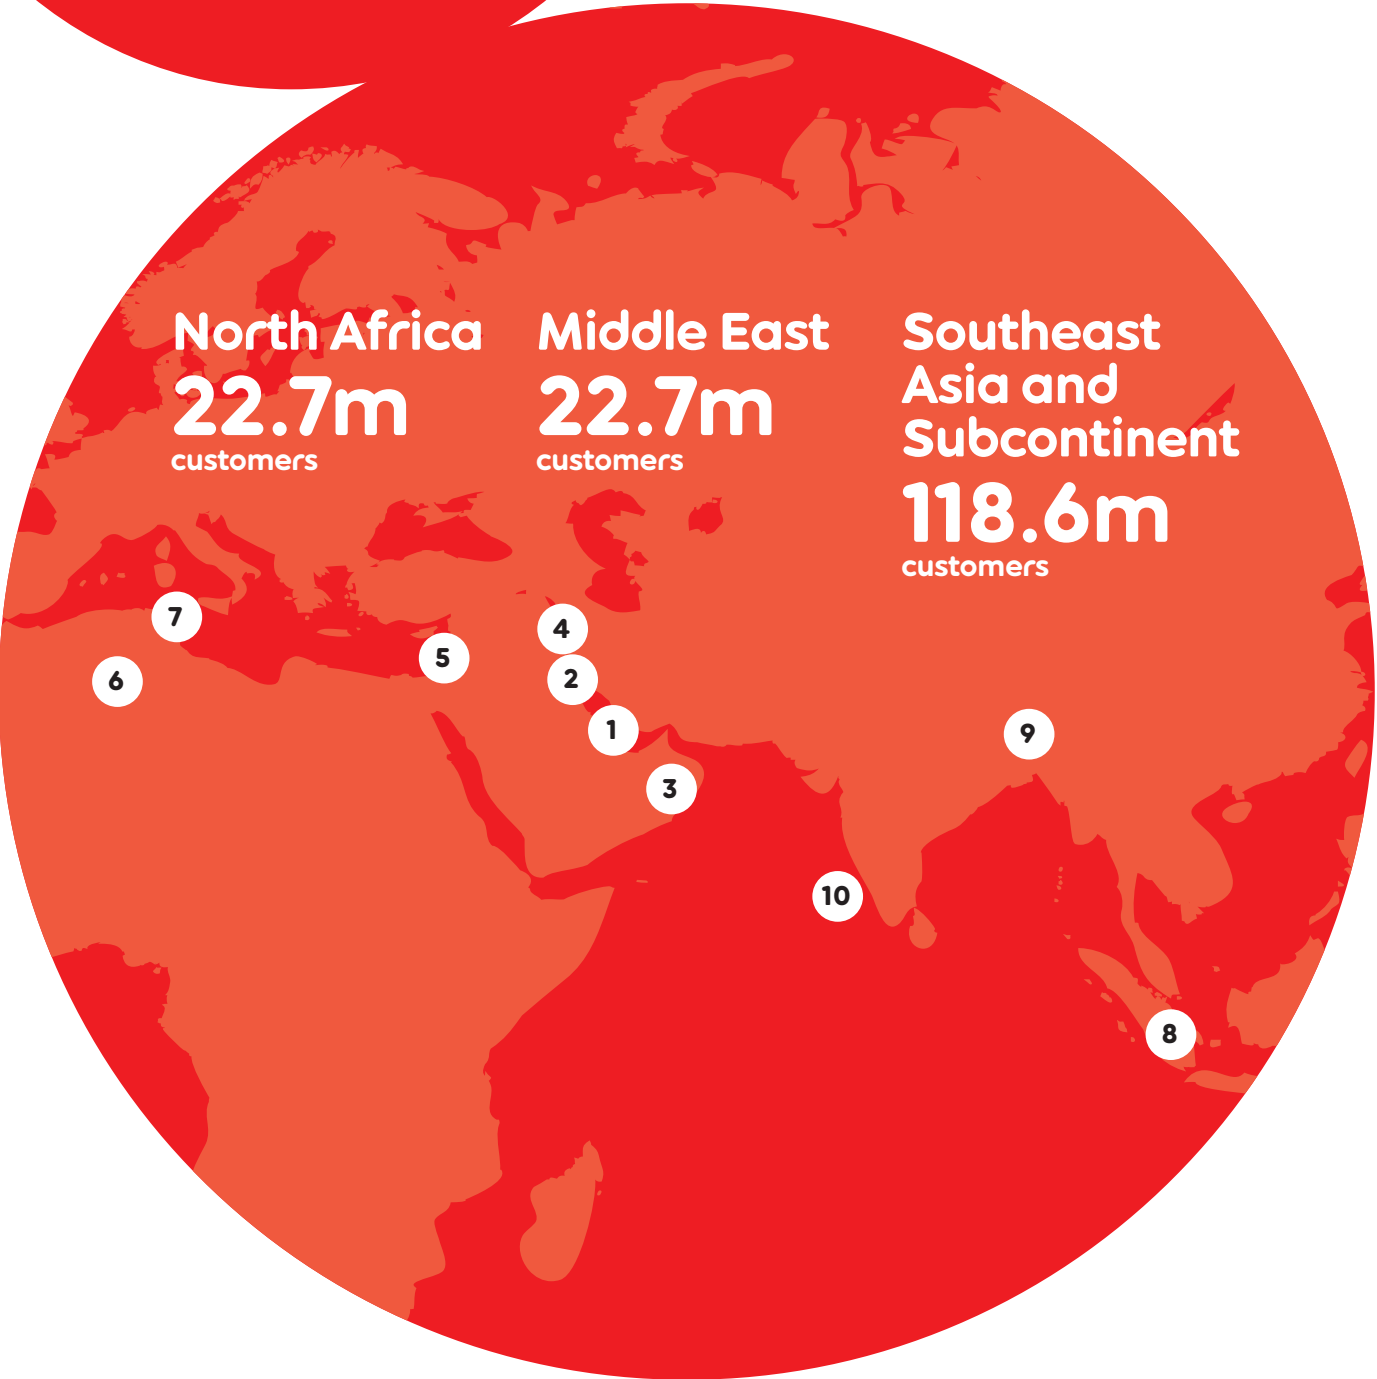 North Africa
22.7m
customers
Middle East
22.7m
customers
Southeast
Asia and
Subcontinent
118.6m
customers
7
4
5
2
6
1
9
3
10
8